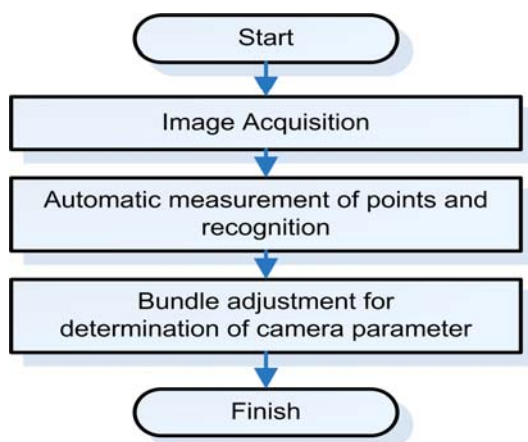 Start
Image Acquisition
Automatic measurement of points and
recognition
Bundle adjustment for
determination of camera parameter
Finish